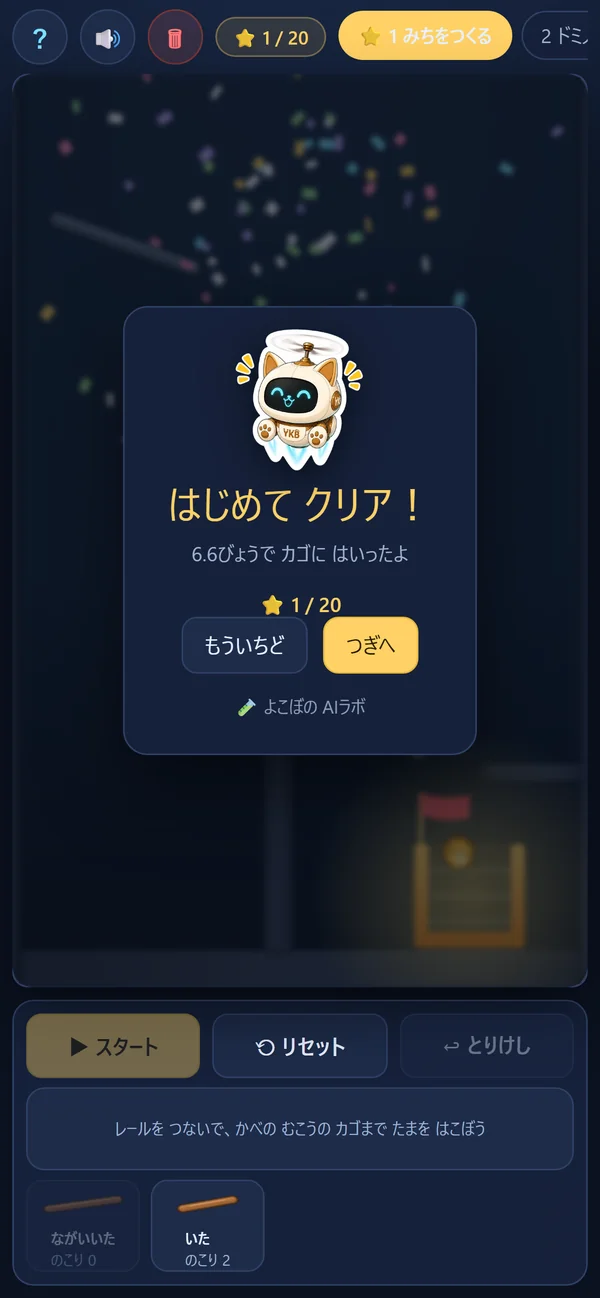 ?
1 / 20
1 みちをつくる
2 ドミ
YKB
はじめて クリア！
6.6びょうで カゴに はいったよ
1 / 20
もういちど
つぎへ
よこぼの AIラボ
▶ スタート
リセット
↩ とりけし
レールを つないで、かべの むこうの カゴまで たまを はこぼう
ながいいた
のこり 0
いた
のこり 2